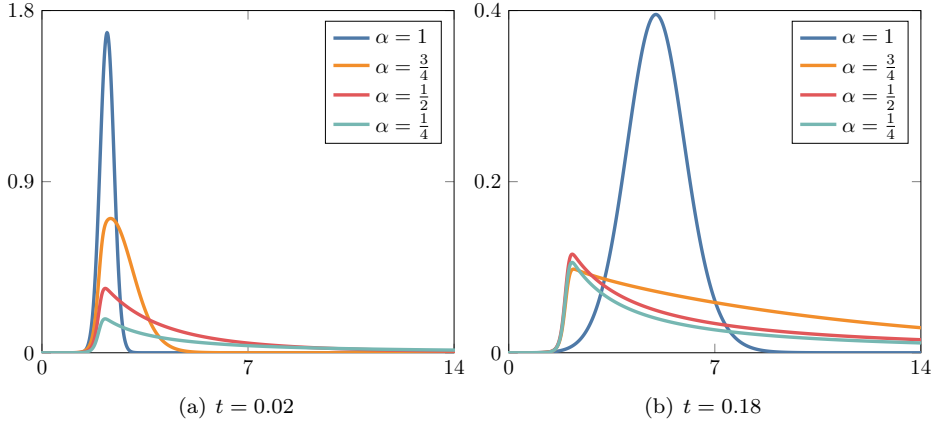 1.8
0.9
0
0
7
14
α = 1
α = 3/4
α = 1/2
α = 1/4
(a) t = 0.02
0.4
0.2
0
0
7
14
α = 1
α = 3/4
α = 1/2
α = 1/4
(b) t = 0.18